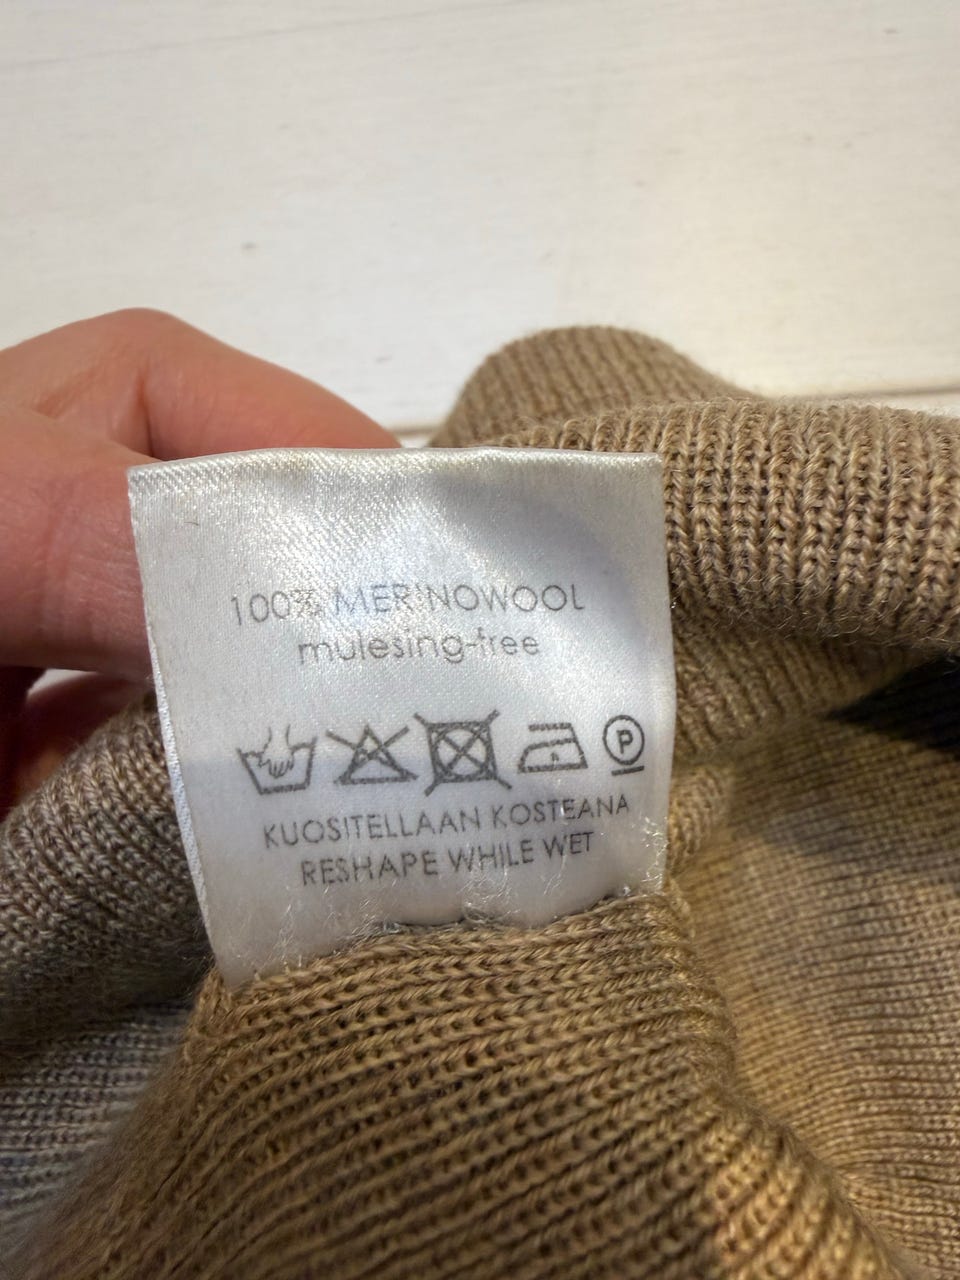 100% MERINOWOOL
mulesing-free
P
KUOSITELLAAN KOSTEANA
RESHAPE WHILE WET